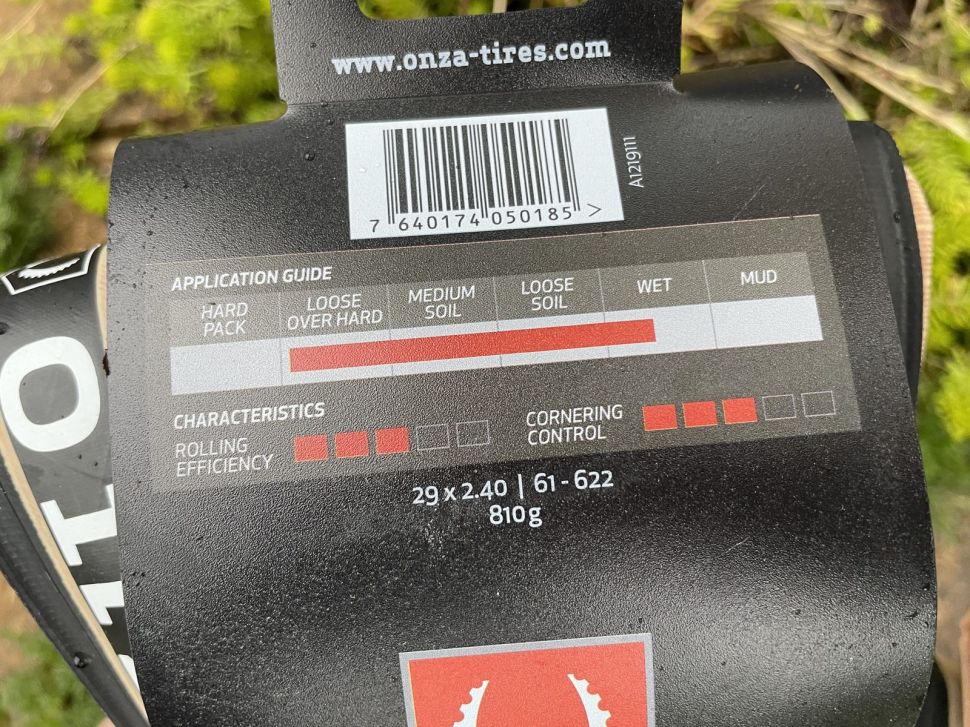 www.onza-tires.com
A1219111
7 640174 050185 >
APPLICATION GUIDE
HARD
PACK
LOOSE
OVER HARD
MEDIUM
SOIL
LOOSE
SOIL
WET
MUD
CHARACTERISTICS
ROLLING
EFFICIENCY
CORNERING
CONTROL
29 x 2.40 | 61 - 622
810g